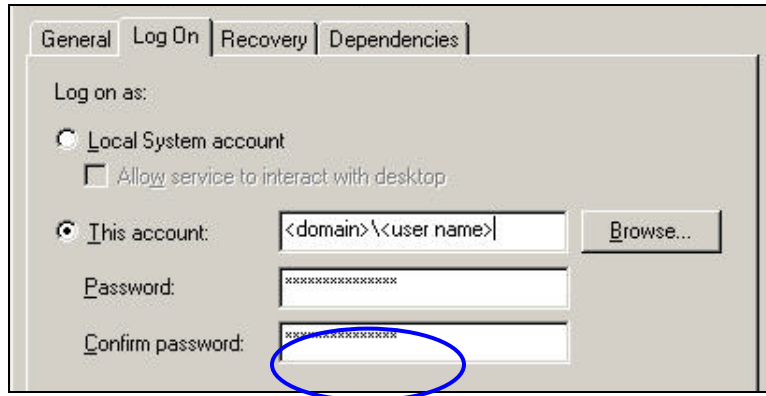 General Log On Recovery Dependencies
Log on as:
Local System account
Allow service to interact with desktop
This account: <domain>\<user name> Browse...
Password: ***************
Confirm password: ***************